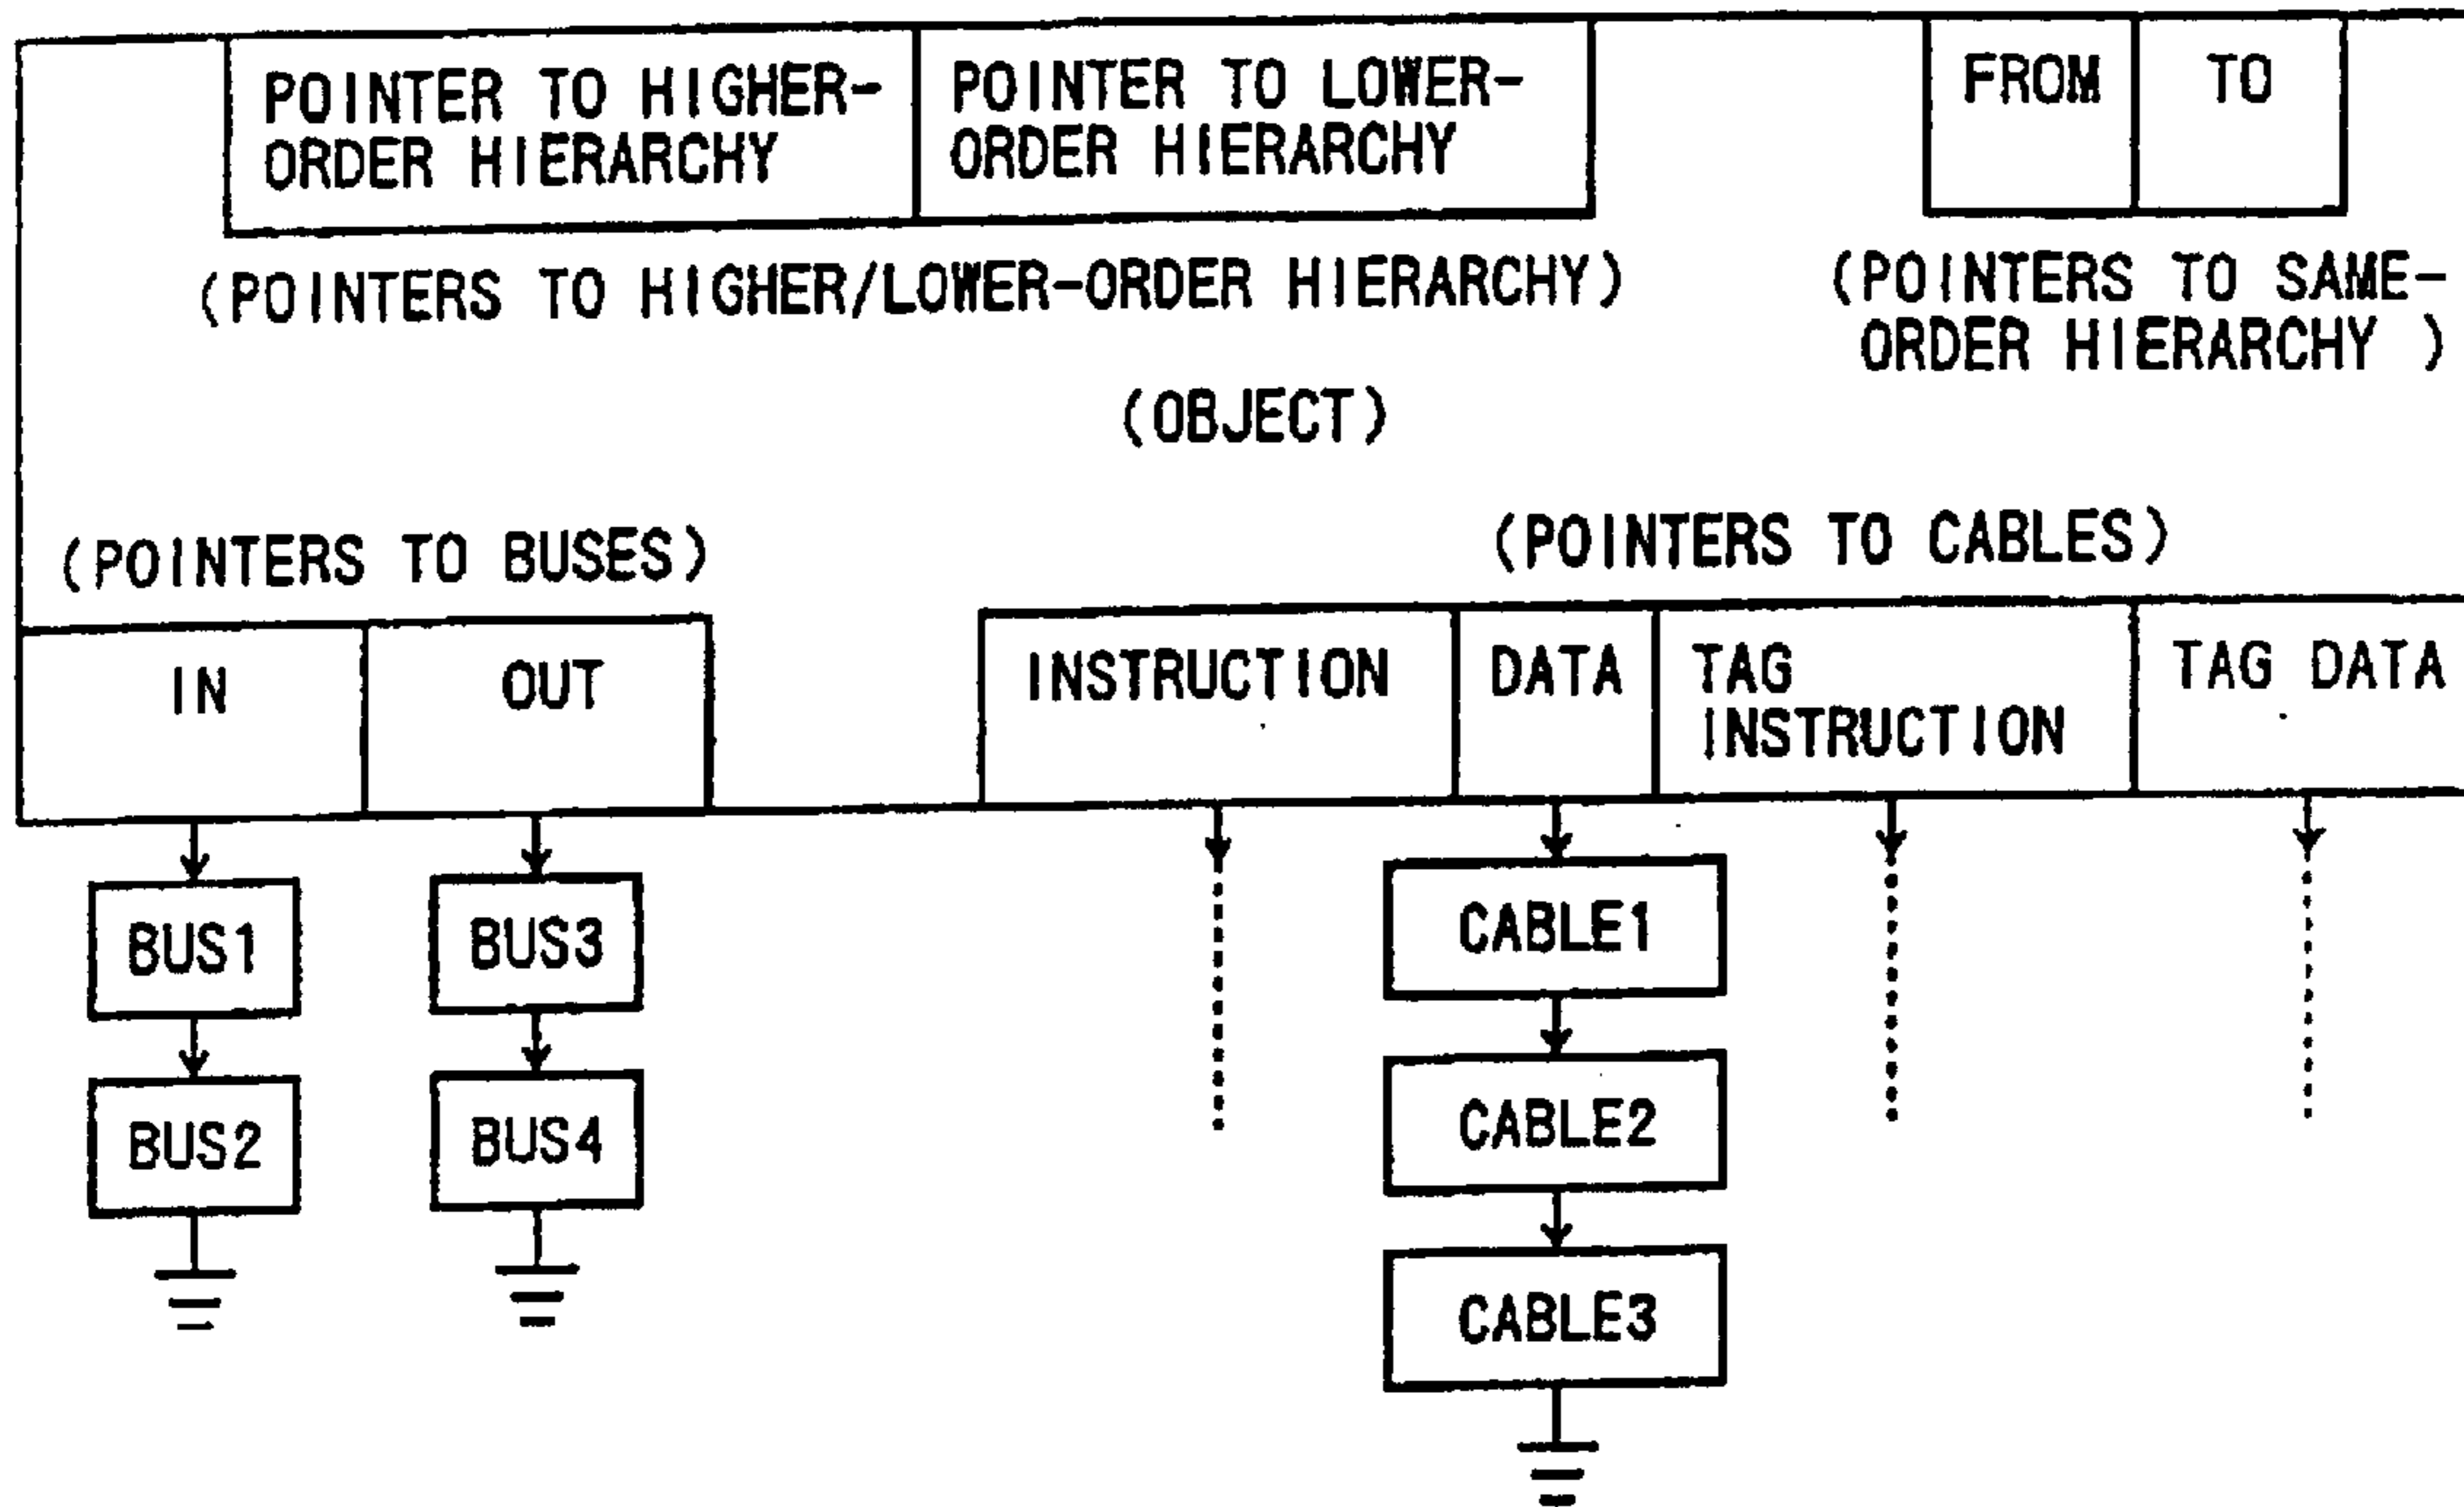 POINTER TO HIGHER-
ORDER HIERARCHY
POINTER TO LOWER-
ORDER HIERARCHY
FROM
TO
(POINTERS TO HIGHER/LOWER-ORDER HIERARCHY)
(POINTERS TO SAME-
ORDER HIERARCHY )
(OBJECT)
(POINTERS TO BUSES)
(POINTERS TO CABLES)
IN
OUT
INSTRUCTION
DATA
TAG
INSTRUCTION
TAG DATA
BUS1
BUS3
CABLE1
BUS2
BUS4
CABLE2
CABLE3